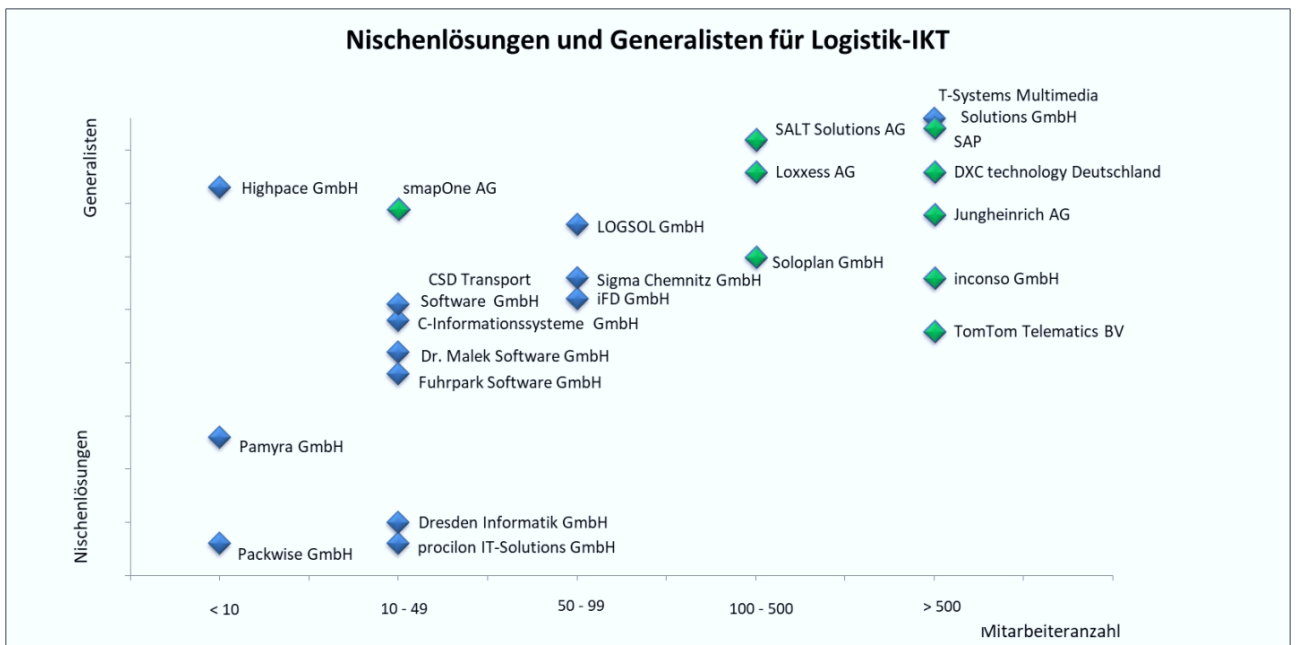 Nischenlösungen und Generalisten für Logistik-IKT
Generalisten
Nischenlösungen
T-Systems Multimedia
Solutions GmbH
SALT Solutions AG
SAP
Loxxess AG
DXC technology Deutschland
Highpace GmbH
smapOne AG
Jungheinrich AG
LOGSOL GmbH
Soloplan GmbH
CSD Transport
Software GmbH
Sigma Chemnitz GmbH
inconso GmbH
iFD GmbH
C-Informationssysteme GmbH
TomTom Telematics BV
Dr. Malek Software GmbH
Fuhrpark Software GmbH
Pamyra GmbH
Dresden Informatik GmbH
procilon IT-Solutions GmbH
Packwise GmbH
< 10
10 - 49
50 - 99
100 - 500
> 500
Mitarbeiteranzahl